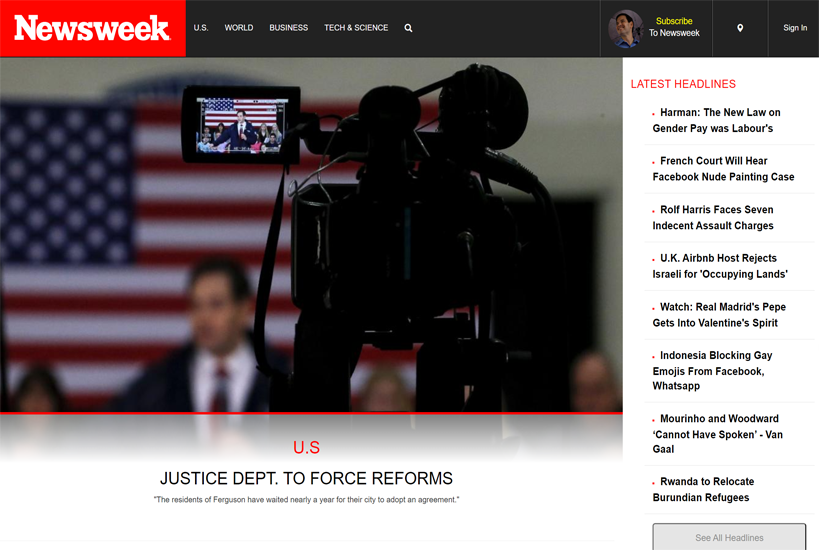 Newsweek
U.S.
WORLD
BUSINESS
TECH & SCIENCE
Subscribe
To Newsweek
Sign In
LATEST HEADLINES
Harman: The New Law on
Gender Pay was Labour's
French Court Will Hear
Facebook Nude Painting Case
Rolf Harris Faces Seven
Indecent Assault Charges
U.K. Airbnb Host Rejects
Israeli for 'Occupying Lands'
Watch: Real Madrid's Pepe
Gets Into Valentine's Spirit
Indonesia Blocking Gay
Emojis From Facebook,
Whatsapp
Mourinho and Woodward
‘Cannot Have Spoken’ - Van
Gaal
Rwanda to Relocate
Burundian Refugees
See All Headlines
U.S
JUSTICE DEPT. TO FORCE REFORMS
"The residents of Ferguson have waited nearly a year for their city to adopt an agreement."